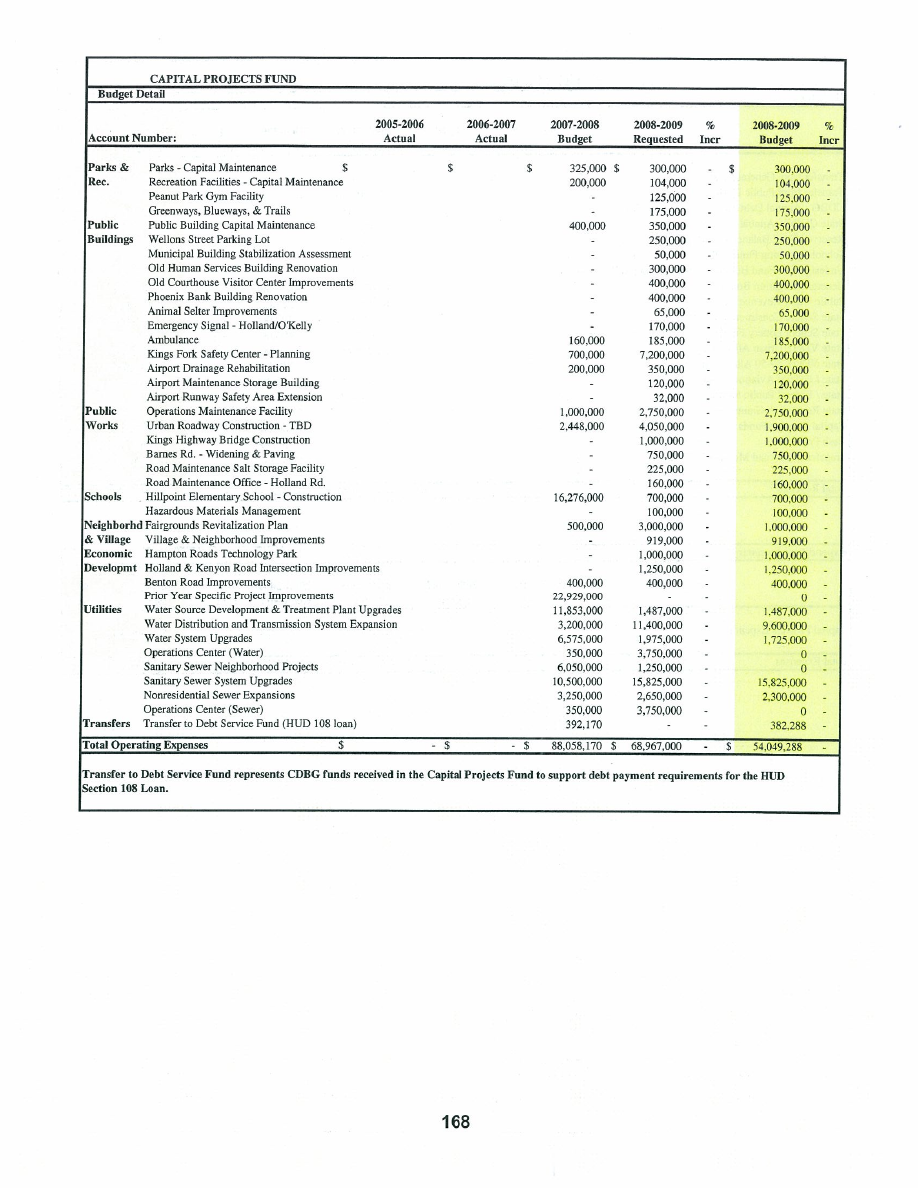 CAPITAL PROJECTS FUND
Budget Detail
2005-2006 2006-2007 2007-2008 2008-2009 % 2008-2009 %
Account Number: Actual Actual Budget Requested Incr Budget Incr
Parks & Parks - Capital Maintenance $ $ $ 325,000 $ 300,000 - $ 300,000 -
Rec. Recreation Facilities - Capital Maintenance 200,000 104,000 - 104,000 -
Peanut Park Gym Facility - 125,000 - 125,000 -
Greenways, Blueways, & Trails - 175,000 - 175,000 -
Public Public Building Capital Maintenance 400,000 350,000 - 350,000 -
Buildings Wellons Street Parking Lot - 250,000 - 250,000 -
Municipal Building Stabilization Assessment - 50,000 - 50,000 -
Old Human Services Building Renovation - 300,000 - 300,000 -
Old Courthouse Visitor Center Improvements - 400,000 - 400,000 -
Phoenix Bank Building Renovation - 400,000 - 400,000 -
Animal Selter Improvements - 65,000 - 65,000 -
Emergency Signal - Holland/O'Kelly - 170,000 - 170,000 -
Ambulance 160,000 185,000 - 185,000 -
Kings Fork Safety Center - Planning 700,000 7,200,000 - 7,200,000 -
Airport Drainage Rehabilitation 200,000 350,000 - 350,000 -
Airport Maintenance Storage Building - 120,000 - 120,000 -
Airport Runway Safety Area Extension - 32,000 - 32,000 -
Public Operations Maintenance Facility 1,000,000 2,750,000 - 2,750,000 -
Works Urban Roadway Construction - TBD 2,448,000 4,050,000 - 1,900,000 -
Kings Highway Bridge Construction - 1,000,000 - 1,000,000 -
Barnes Rd. - Widening & Paving - 750,000 - 750,000 -
Road Maintenance Salt Storage Facility - 225,000 - 225,000 -
Road Maintenance Office - Holland Rd. - 160,000 - 160,000 -
Schools Hillpoint Elementary School - Construction 16,276,000 700,000 - 700,000 -
Hazardous Materials Management - 100,000 - 100,000 -
Neighborhd Fairgrounds Revitalization Plan 500,000 3,000,000 - 1,000,000 -
& Village Village & Neighborhood Improvements - 919,000 - 919,000 -
Economic Hampton Roads Technology Park - 1,000,000 - 1,000,000 -
Developmt Holland & Kenyon Road Intersection Improvements - 1,250,000 - 1,250,000 -
Benton Road Improvements 400,000 400,000 - 400,000 -
Prior Year Specific Project Improvements 22,929,000 - - 0 -
Utilities Water Source Development & Treatment Plant Upgrades 11,853,000 1,487,000 - 1,487,000 -
Water Distribution and Transmission System Expansion 3,200,000 11,400,000 - 9,600,000 -
Water System Upgrades 6,575,000 1,975,000 - 1,725,000 -
Operations Center (Water) 350,000 3,750,000 - 0 -
Sanitary Sewer Neighborhood Projects 6,050,000 1,250,000 - 0 -
Sanitary Sewer System Upgrades 10,500,000 15,825,000 - 15,825,000 -
Nonresidential Sewer Expansions 3,250,000 2,650,000 - 2,300,000 -
Operations Center (Sewer) 350,000 3,750,000 - 0 -
Transfers Transfer to Debt Service Fund (HUD 108 loan) 392,170 - - 382,288 -
Total Operating Expenses $ - $ - $ 88,058,170 $ 68,967,000 - $ 54,049,288 -
Transfer to Debt Service Fund represents CDBG funds received in the Capital Projects Fund to support debt payment requirements for the HUD
Section 108 Loan.
168